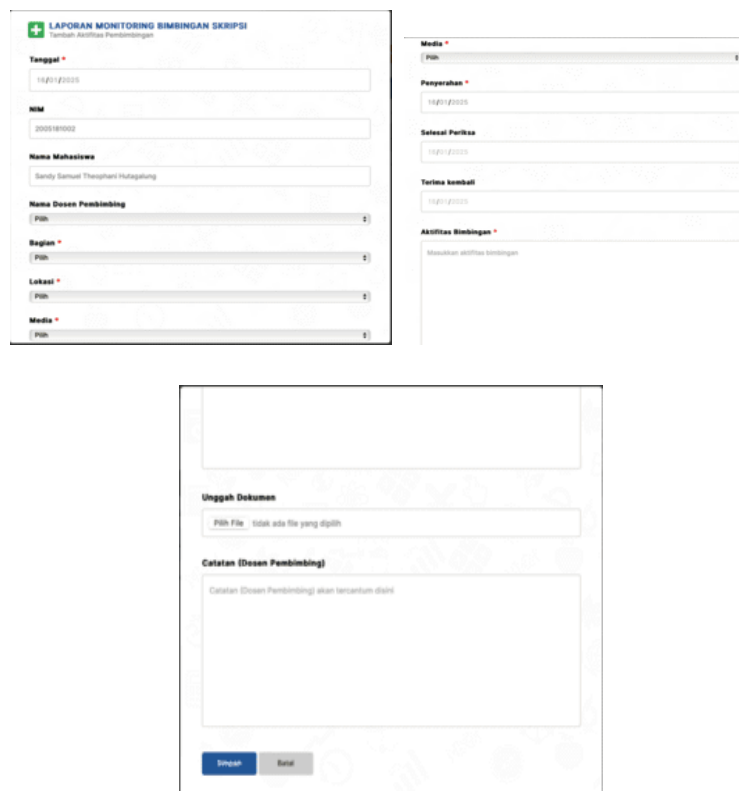 LAPORAN MONITORING BIMBINGAN SKRIPSI
Tambah Aktifitas Pembimbingan
Tanggal *
16/01/2025
NIM
2005181002
Nama Mahasiswa
Sandy Samuel Theophani Hutagalung
Nama Dosen Pembimbing
Pilih
Bagian *
Pilih
Lokasi *
Pilih
Media *
Pilih
Media *
Pilih
Penyerahan *
16/01/2025
Selesai Periksa
16/01/2025
Terima kembali
16/01/2025
Aktifitas Bimbingan *
Masukkan aktifitas bimbingan
Unggah Dokumen
Pilih File tidak ada file yang dipilih
Catatan (Dosen Pembimbing)
Catatan (Dosen Pembimbing) akan tercantum disini
Simpan Batal